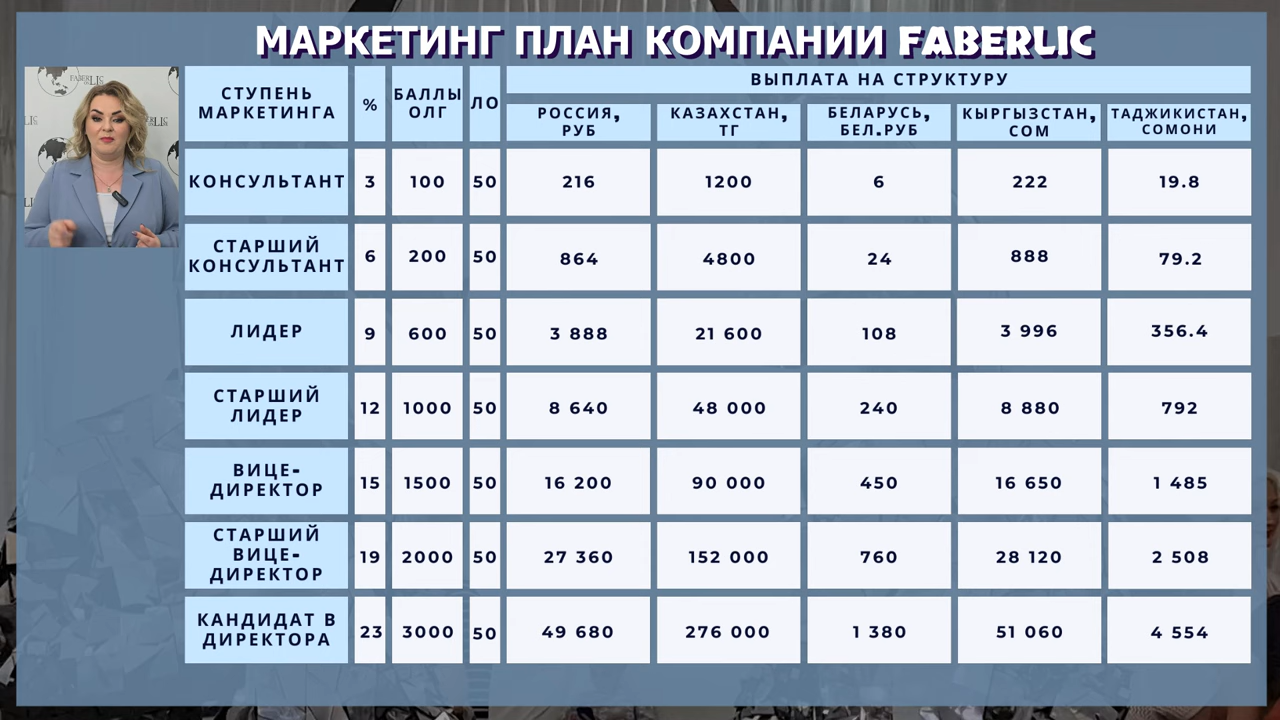 МАРКЕТИНГ ПЛАН КОМПАНИИ FABERLIC
СТУПЕНЬ
МАРКЕТИНГА
%
БАЛЛЫ
ОЛГ
ЛО
ВЫПЛАТА НА СТРУКТУРУ
РОССИЯ,
РУБ
КАЗАХСТАН,
ТГ
БЕЛАРУСЬ,
БЕЛ.РУБ
КЫРГЫЗСТАН,
СОМ
ТАДЖИКИСТАН,
СОМОНИ
КОНСУЛЬТАНТ 3 100 50 216 1200 6 222 19.8
СТАРШИЙ
КОНСУЛЬТАНТ 6 200 50 864 4800 24 888 79.2
ЛИДЕР 9 600 50 3 888 21 600 108 3 996 356.4
СТАРШИЙ
ЛИДЕР 12 1000 50 8 640 48 000 240 8 880 792
ВИЦЕ-
ДИРЕКТОР 15 1500 50 16 200 90 000 450 16 650 1 485
СТАРШИЙ
ВИЦЕ-
ДИРЕКТОР 19 2000 50 27 360 152 000 760 28 120 2 508
КАНДИДАТ В
ДИРЕКТОРА 23 3000 50 49 680 276 000 1 380 51 060 4 554